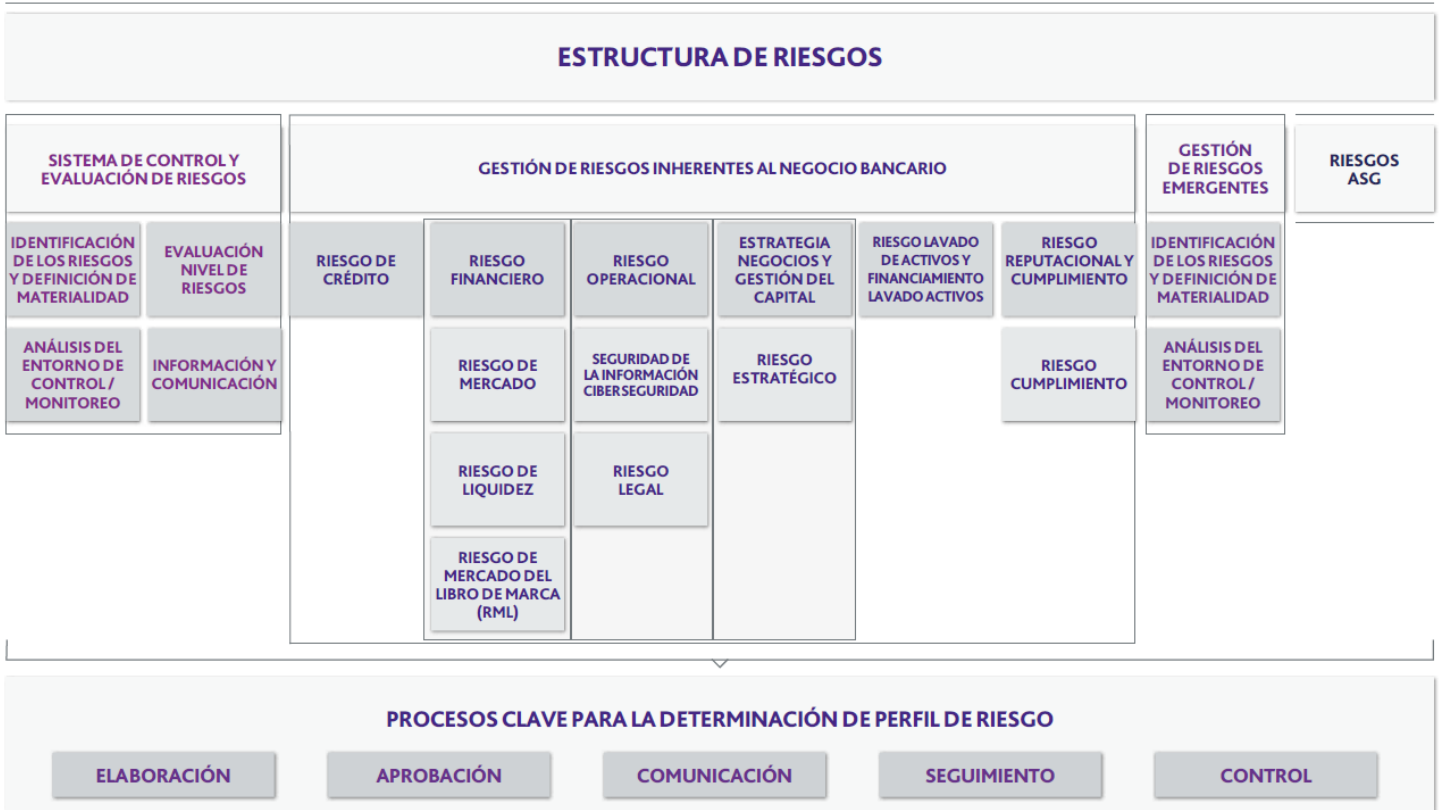 ESTRUCTURA DE RIESGOS
SISTEMA DE CONTROL Y
EVALUACIÓN DE RIESGOS
GESTIÓN DE RIESGOS INHERENTES AL NEGOCIO BANCARIO
GESTIÓN
DE RIESGOS
EMERGENTES
RIESGOS
ASG
IDENTIFICACIÓN
DE LOS RIESGOS
Y DEFINICIÓN DE
MATERIALIDAD
EVALUACIÓN
NIVEL DE
RIESGOS
RIESGO DE
CRÉDITO
RIESGO
FINANCIERO
RIESGO
OPERACIONAL
ESTRATEGIA
NEGOCIOS Y
GESTIÓN DEL
CAPITAL
RIESGO LAVADO
DE ACTIVOS Y
FINANCIAMIENTO
LAVADO ACTIVOS
RIESGO
REPUTACIONAL Y
CUMPLIMIENTO
IDENTIFICACIÓN
DE LOS RIESGOS
Y DEFINICIÓN DE
MATERIALIDAD
ANÁLISIS DEL
ENTORNO DE
CONTROL /
MONITOREO
INFORMACIÓN Y
COMUNICACIÓN
RIESGO DE
MERCADO
SEGURIDAD DE
LA INFORMACIÓN
CIBERSEGURIDAD
RIESGO
ESTRATÉGICO
RIESGO
CUMPLIMIENTO
ANÁLISIS DEL
ENTORNO DE
CONTROL /
MONITOREO
RIESGO DE
LIQUIDEZ
RIESGO
LEGAL
RIESGO DE
MERCADO DEL
LIBRO DE MARCA
(RML)
PROCESOS CLAVE PARA LA DETERMINACIÓN DE PERFIL DE RIESGO
ELABORACIÓN
APROBACIÓN
COMUNICACIÓN
SEGUIMIENTO
CONTROL